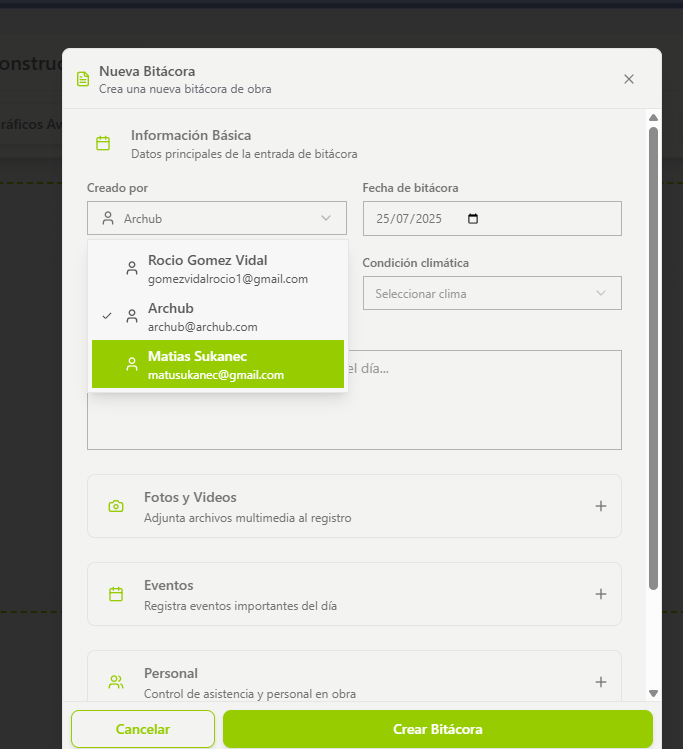 Nueva Bitácora
Crea una nueva bitácora de obra
Información Básica
Datos principales de la entrada de bitácora
Creado por
Archub
Rocio Gomez Vidal
gomezvidalrocio1@gmail.com
Archub
archub@archub.com
Matias Sukanec
matusukanec@gmail.com
Fecha de bitácora
25/07/2025
Condición climática
Seleccionar clima
el día...
Fotos y Videos
Adjunta archivos multimedia al registro
Eventos
Registra eventos importantes del día
Personal
Control de asistencia y personal en obra
Cancelar
Crear Bitácora